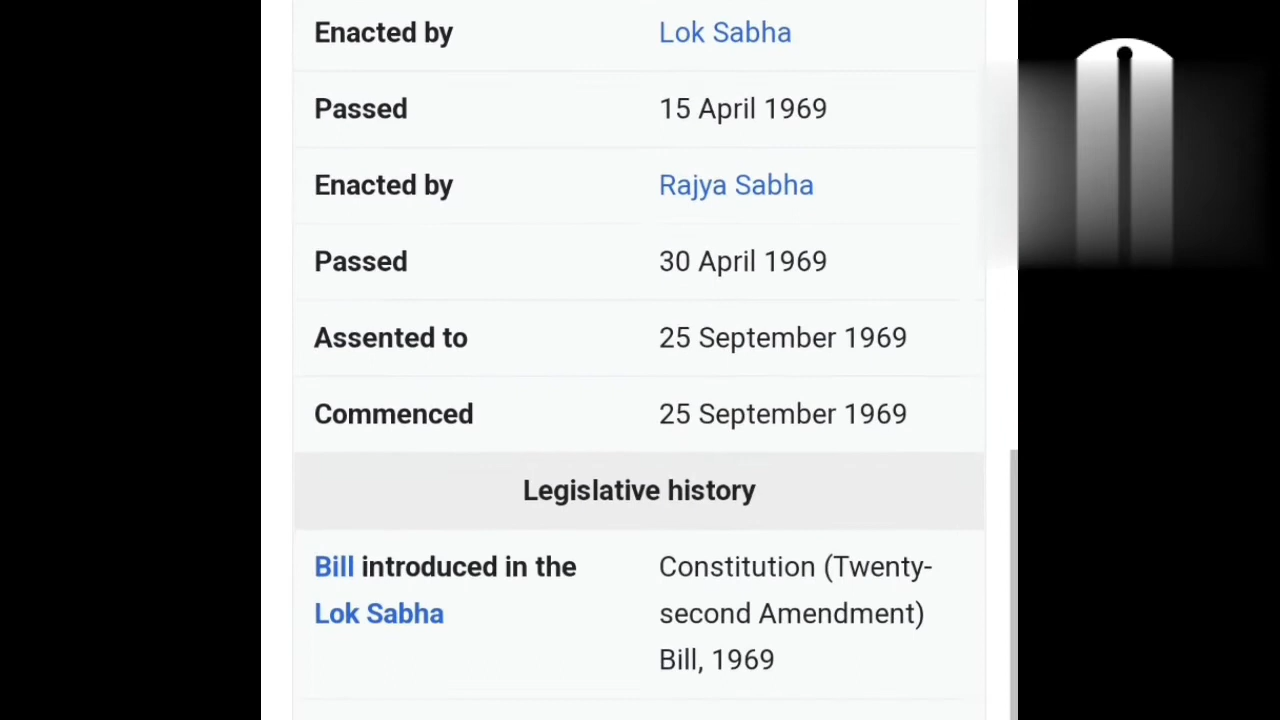 Enacted by Lok Sabha
Passed 15 April 1969
Enacted by Rajya Sabha
Passed 30 April 1969
Assented to 25 September 1969
Commenced 25 September 1969
Legislative history
Bill introduced in the Constitution (Twenty-
Lok Sabha second Amendment)
Bill, 1969